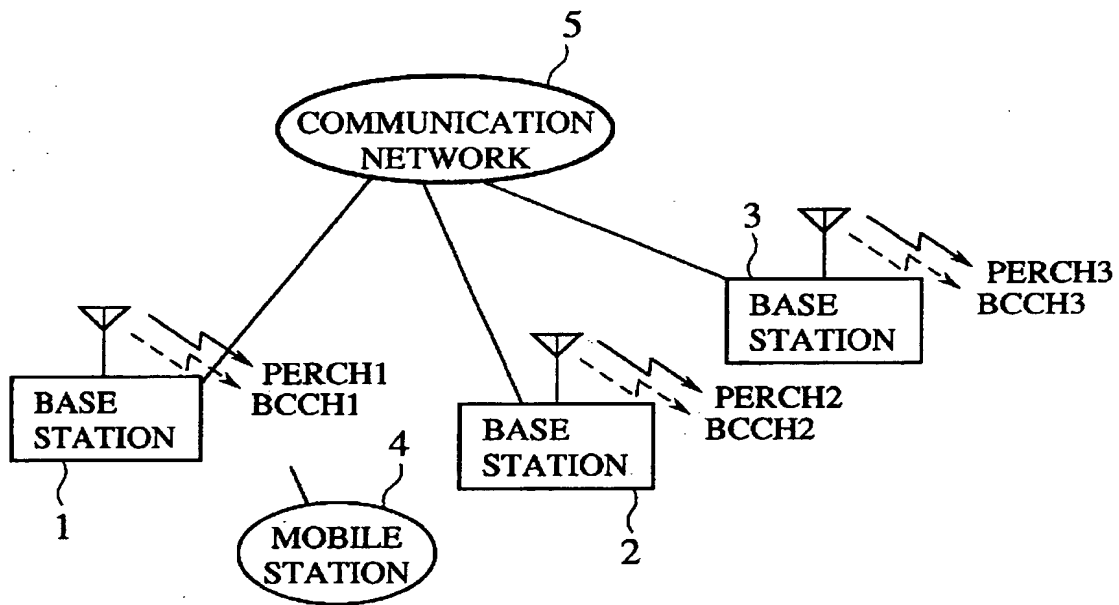 5
COMMUNICATION
NETWORK
3
PERCH3
BCCH3
BASE
STATION
PERCH1
BCCH1
BASE
STATION
1
PERCH2
BCCH2
BASE
STATION
2
4
MOBILE
STATION